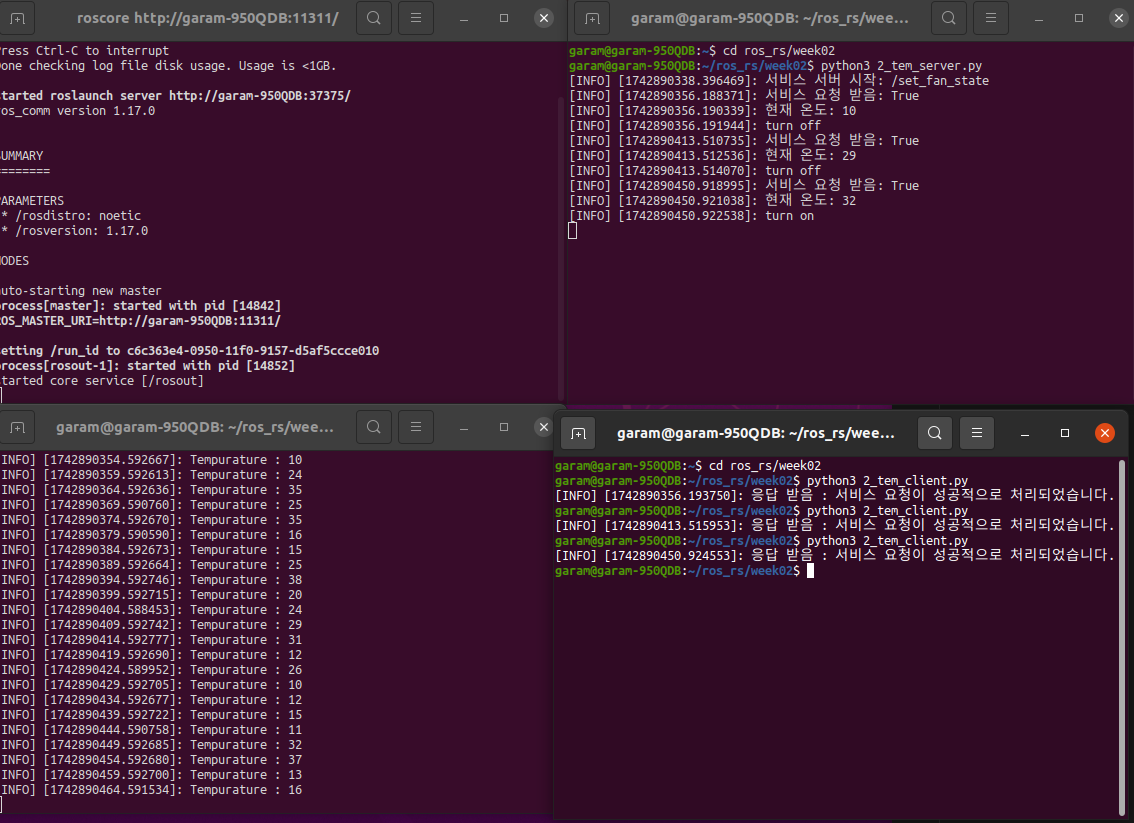 roscore http://garam-950QDB:11311/
ress Ctrl-C to interrupt
one checking log file disk usage. Usage is <1GB.
tarted roslaunch server http://garam-950QDB:37375/
os_comm version 1.17.0
UMMARY
========
ARAMETERS
* /rosdistro: noetic
* /rosversion: 1.17.0
ODES
uto-starting new master
rocess[master]: started with pid [14842]
OS_MASTER_URI=http://garam-950QDB:11311/
etting /run_id to c6c363e4-0950-11f0-9157-d5af5ccce010
rocess[rosout-1]: started with pid [14852]
tarted core service [/rosout]
garam@garam-950QDB: ~/ros_rs/wee...
garam@garam-950QDB:~$ cd ros_rs/week02
garam@garam-950QDB:~/ros_rs/week02$ python3 2_tem_server.py
[INFO] [1742890338.396469]: 서비스 서버 시작: /set_fan_state
[INFO] [1742890356.188371]: 서비스 요청 받음: True
[INFO] [1742890356.190339]: 현재 온도: 10
[INFO] [1742890356.191944]: turn off
[INFO] [1742890413.510735]: 서비스 요청 받음: True
[INFO] [1742890413.512536]: 현재 온도: 29
[INFO] [1742890413.514070]: turn off
[INFO] [1742890450.918995]: 서비스 요청 받음: True
[INFO] [1742890450.921038]: 현재 온도: 32
[INFO] [1742890450.922538]: turn on
garam@garam-950QDB: ~/ros_rs/wee...
INFO] [1742890354.592667]: Tempurature : 10
INFO] [1742890359.592613]: Tempurature : 24
INFO] [1742890364.592636]: Tempurature : 35
INFO] [1742890369.590760]: Tempurature : 25
INFO] [1742890374.592670]: Tempurature : 35
INFO] [1742890379.590590]: Tempurature : 16
INFO] [1742890384.592673]: Tempurature : 15
INFO] [1742890389.592664]: Tempurature : 25
INFO] [1742890394.592746]: Tempurature : 38
INFO] [1742890399.592715]: Tempurature : 20
INFO] [1742890404.588453]: Tempurature : 24
INFO] [1742890409.592742]: Tempurature : 29
INFO] [1742890414.592777]: Tempurature : 31
INFO] [1742890419.592690]: Tempurature : 12
INFO] [1742890424.589952]: Tempurature : 26
INFO] [1742890429.592705]: Tempurature : 10
INFO] [1742890434.592677]: Tempurature : 12
INFO] [1742890439.592722]: Tempurature : 15
INFO] [1742890444.590758]: Tempurature : 11
INFO] [1742890449.592685]: Tempurature : 32
INFO] [1742890454.592680]: Tempurature : 37
INFO] [1742890459.592700]: Tempurature : 13
INFO] [1742890464.591534]: Tempurature : 16
garam@garam-950QDB: ~/ros_rs/wee...
garam@garam-950QDB:~$ cd ros_rs/week02
garam@garam-950QDB:~/ros_rs/week02$ python3 2_tem_client.py
[INFO] [1742890356.193750]: 응답 받음 : 서비스 요청이 성공적으로 처리되었습니다.
garam@garam-950QDB:~/ros_rs/week02$ python3 2_tem_client.py
[INFO] [1742890413.515953]: 응답 받음 : 서비스 요청이 성공적으로 처리되었습니다.
garam@garam-950QDB:~/ros_rs/week02$ python3 2_tem_client.py
[INFO] [1742890450.924553]: 응답 받음 : 서비스 요청이 성공적으로 처리되었습니다.
garam@garam-950QDB:~/ros_rs/week02$